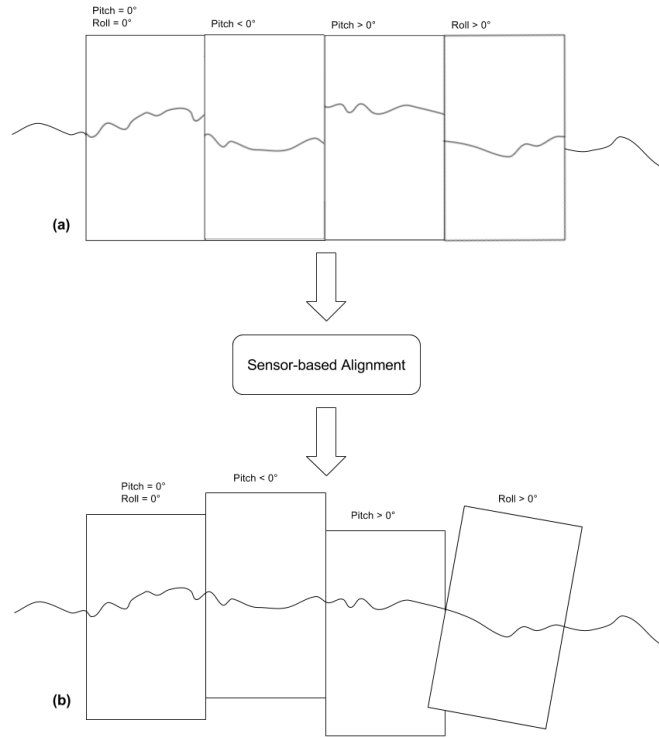 Pitch = 0°
Roll = 0°
Pitch < 0°
Pitch > 0°
Roll > 0°
(a)
Sensor-based Alignment
Pitch = 0°
Roll = 0°
Pitch < 0°
Pitch > 0°
Roll > 0°
(b)